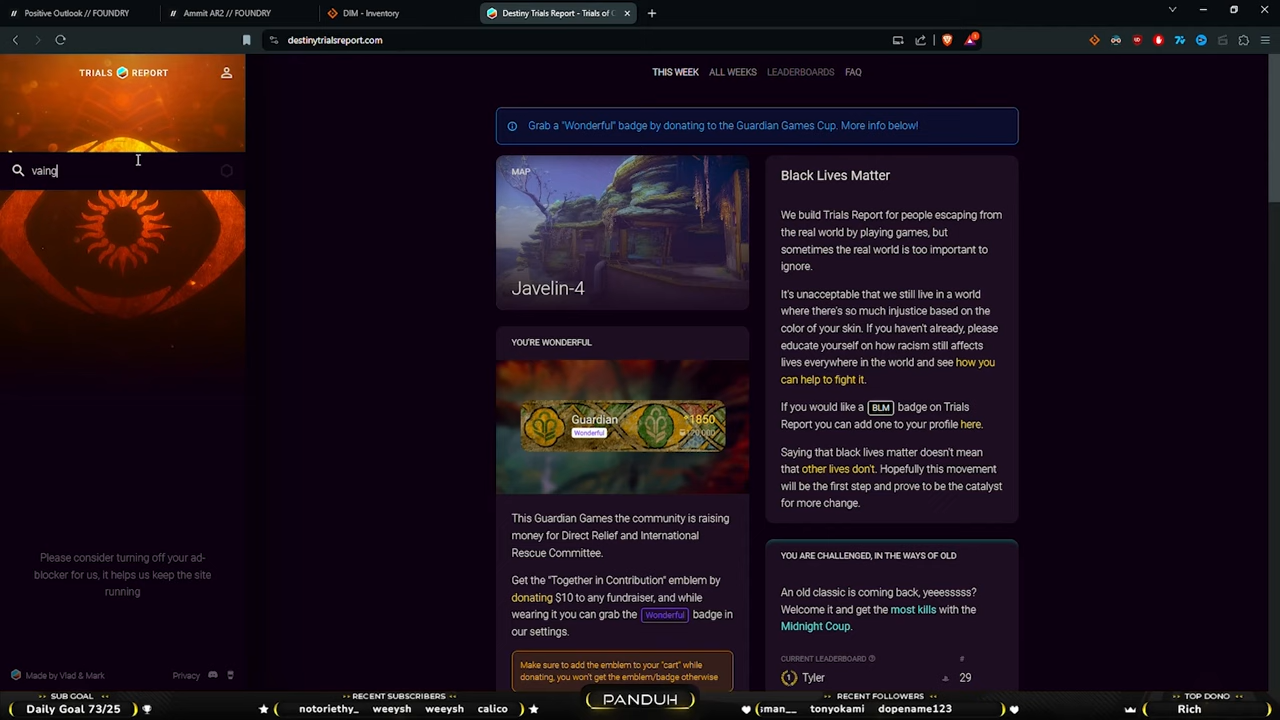 Positive Outlook // FOUNDRY
Ammit AR2 // FOUNDRY
DIM - Inventory
Destiny Trials Report - Trials of
destinytrialsreport.com
TRIALS REPORT
vaing
Please consider turning off your ad-
blocker for us, it helps us keep the site
running
Made by Vlad & Mark
Privacy
THIS WEEK
ALL WEEKS
LEADERBOARDS
FAQ
Grab a "Wonderful" badge by donating to the Guardian Games Cup. More info below!
MAP
Javelin-4
YOU'RE WONDERFUL
Guardian
1850
Wonderful
This Guardian Games the community is raising
money for Direct Relief and International
Rescue Committee.
Get the "Together in Contribution" emblem by
donating $10 to any fundraiser, and while
wearing it you can grab the Wonderful badge in
our settings.
Make sure to add the emblem to your "cart" while
donating, you won't get the emblem/badge otherwise
Black Lives Matter
We build Trials Report for people escaping from
the real world by playing games, but
sometimes the real world is too important to
ignore.
It's unacceptable that we still live in a world
where there's so much injustice based on the
color of your skin. If you haven't already, please
educate yourself on how racism still affects
lives everywhere in the world and see how you
can help to fight it.
If you would like a BLM badge on Trials
Report you can add one to your profile here.
Saying that black lives matter doesn't mean
that other lives don't. Hopefully this movement
will be the first step and prove to be the catalyst
for more change.
YOU ARE CHALLENGED, IN THE WAYS OF OLD
An old classic is coming back, yeeesssss?
Welcome it and get the most kills with the
Midnight Coup.
CURRENT LEADERBOARD
#
1 Tyler
29
SUB GOAL
Daily Goal 73/25
RECENT SUBSCRIBERS
notoriethy_ weeysh weeysh calico
PANDUH
RECENT FOLLOWERS
sman__ tonyokami dopename123
TOP DONO
Rich